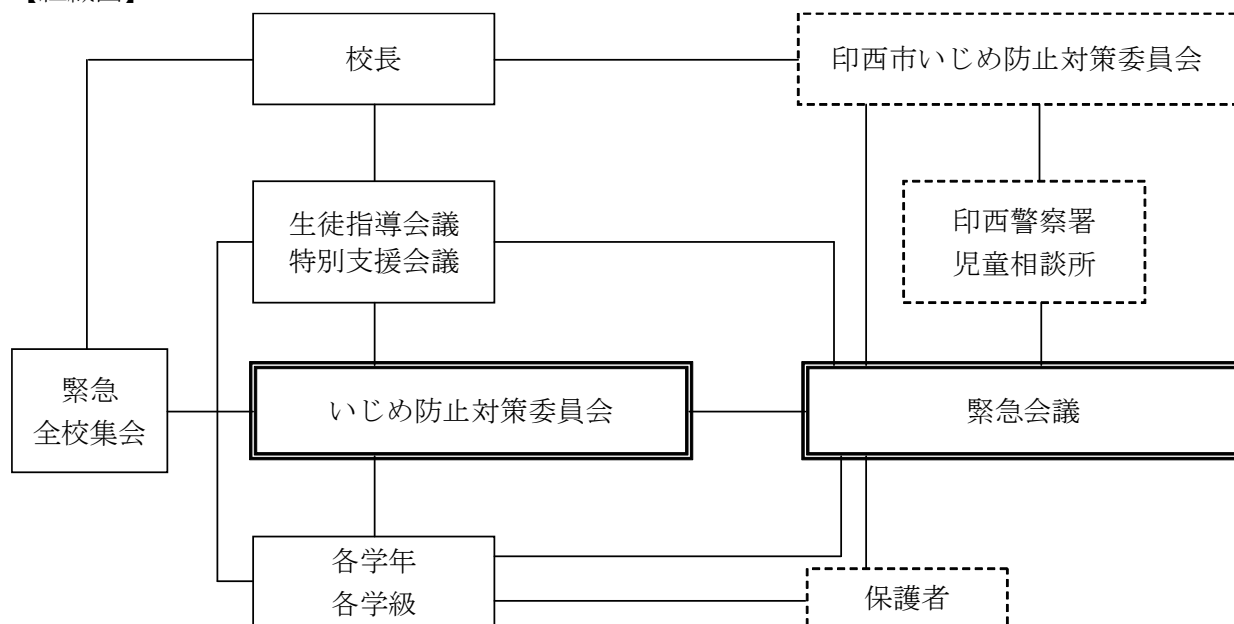 校長
印西市いじめ防止対策委員会
生徒指導会議
特別支援会議
印西警察署
児童相談所
緊急
全校集会
いじめ防止対策委員会
緊急会議
各学年
各学級
保護者